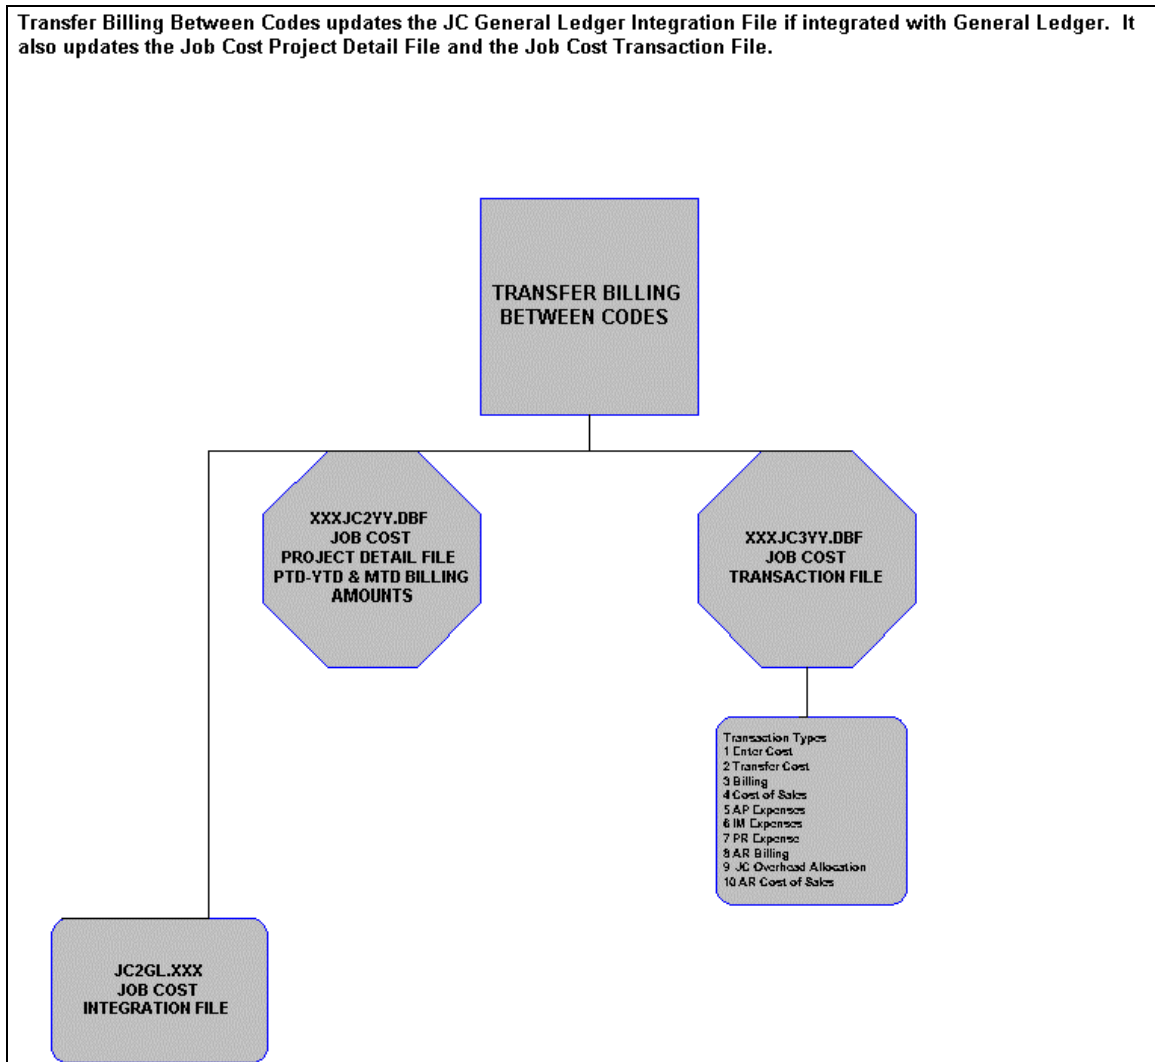 Transfer Billing Between Codes updates the JC General Ledger Integration File if integrated with General Ledger. It
also updates the Job Cost Project Detail File and the Job Cost Transaction File.
TRANSFER BILLING
BETWEEN CODES
XXXJC2YY.DBF
JOB COST
PROJECT DETAIL FILE
PTD-YTD & MTD BILLING
AMOUNTS
XXXJC3YY.DBF
JOB COST
TRANSACTION FILE
Transaction Types
1 Enter Cost
2 Transfer Cost
3 Billing
4 Cost of Sales
5 AP Expenses
6 IM Expenses
7 PR Expense
8 AR Billing
9 JC Overhead Allocation
10 AR Cost of Sales
JC2GL.XXX
JOB COST
INTEGRATION FILE